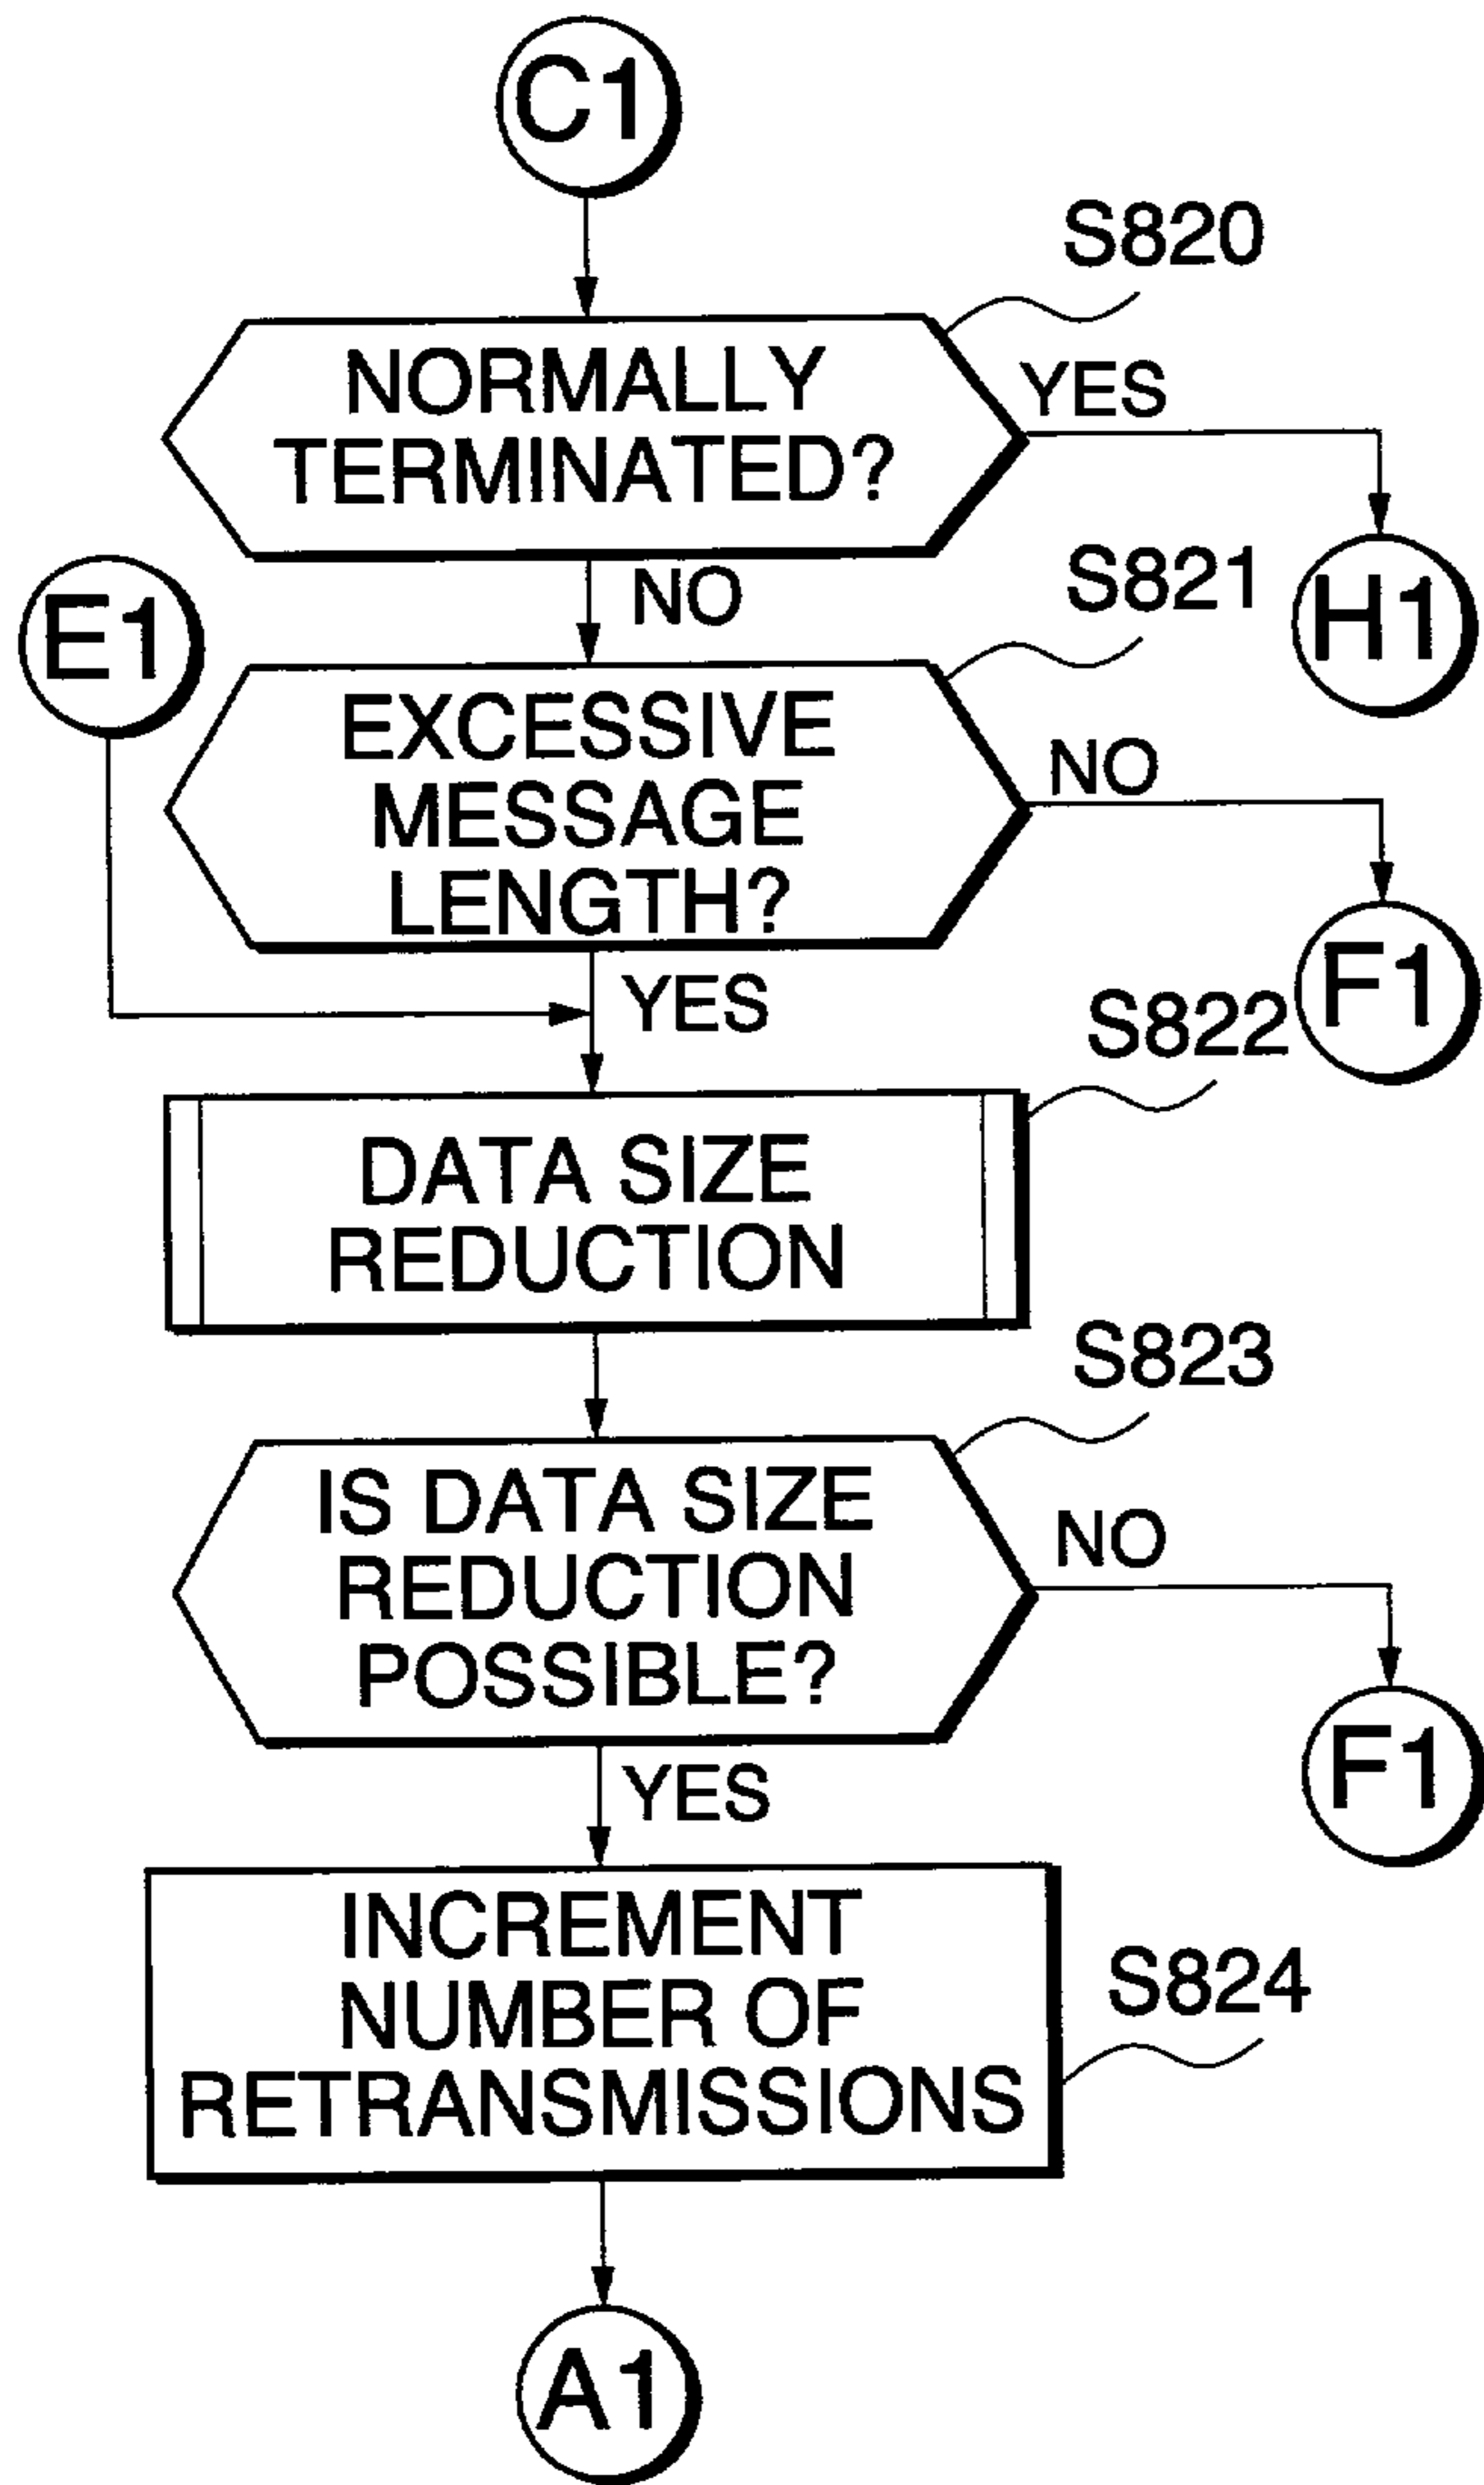 C1
S820
NORMALLY
TERMINATED?
YES
NO
E1
S821
H1
EXCESSIVE
MESSAGE
LENGTH?
NO
YES
F1
S822
DATA SIZE
REDUCTION
S823
IS DATA SIZE
REDUCTION
POSSIBLE?
NO
YES
F1
INCREMENT
NUMBER OF
RETRANSMISSIONS
S824
A1